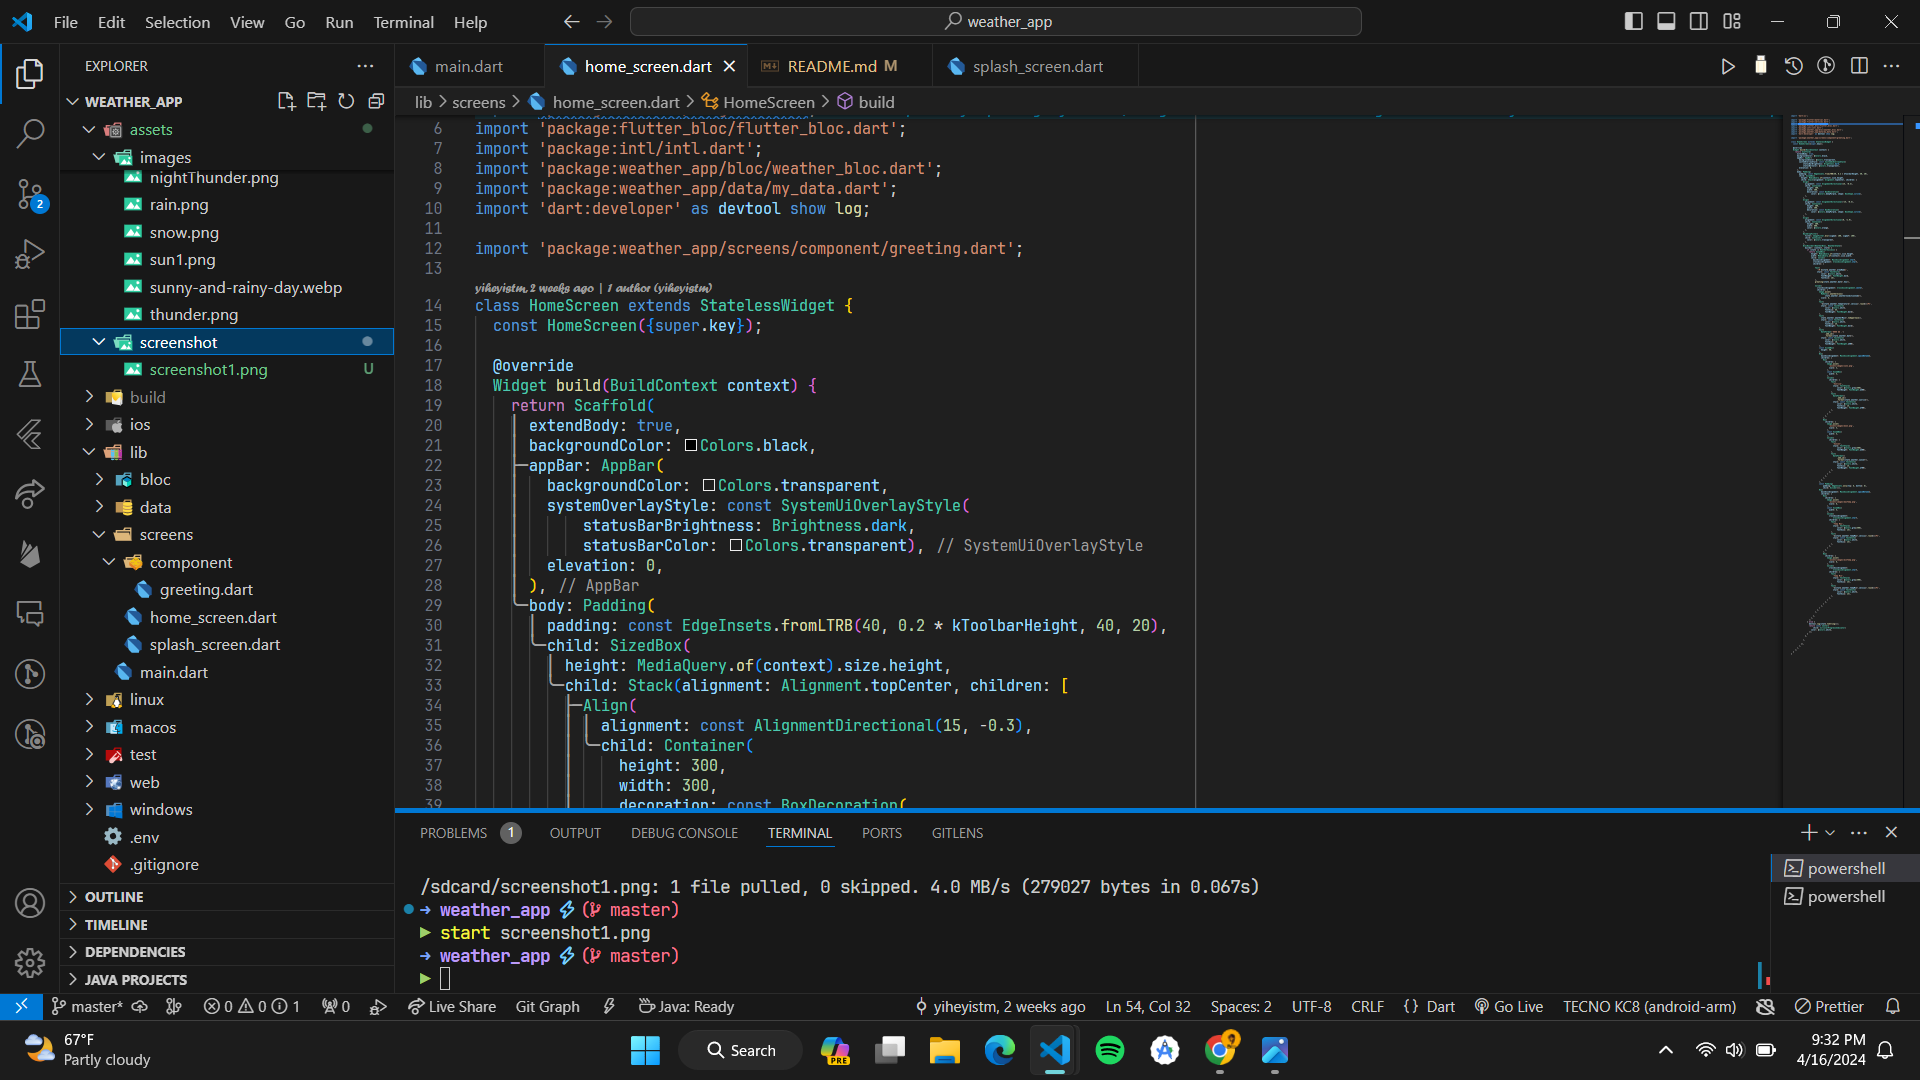 File Edit Selection View Go Run Terminal Help
weather_app
EXPLORER
WEATHER_APP
assets
images
nightThunder.png
rain.png
snow.png
sun1.png
sunny-and-rainy-day.webp
thunder.png
screenshot
screenshot1.png U
build
ios
lib
bloc
data
screens
component
greeting.dart
home_screen.dart
splash_screen.dart
main.dart
linux
macos
test
web
windows
.env
.gitignore
OUTLINE
TIMELINE
DEPENDENCIES
JAVA PROJECTS
2
main.dart home_screen.dart README.md M splash_screen.dart
lib > screens > home_screen.dart > HomeScreen > build
6 import 'package:flutter_bloc/flutter_bloc.dart';
7 import 'package:intl/intl.dart';
8 import 'package:weather_app/bloc/weather_bloc.dart';
9 import 'package:weather_app/data/my_data.dart';
10 import 'dart:developer' as devtool show log;
11
12 import 'package:weather_app/screens/component/greeting.dart';
13
yiheyistm, 2 weeks ago | 1 author (yiheyistm)
14 class HomeScreen extends StatelessWidget {
15 const HomeScreen({super.key});
16
17 @override
18 Widget build(BuildContext context) {
19 return Scaffold(
20 extendBody: true,
21 backgroundColor: Colors.black,
22 appBar: AppBar(
23 backgroundColor: Colors.transparent,
24 systemOverlayStyle: const SystemUiOverlayStyle(
25 statusBarBrightness: Brightness.dark,
26 statusBarColor: Colors.transparent), // SystemUiOverlayStyle
27 elevation: 0,
28 ), // AppBar
29 body: Padding(
30 padding: const EdgeInsets.fromLTRB(40, 0.2 * kToolbarHeight, 40, 20),
31 child: SizedBox(
32 height: MediaQuery.of(context).size.height,
33 child: Stack(alignment: Alignment.topCenter, children: [
34 Align(
35 alignment: const AlignmentDirectional(15, -0.3),
36 child: Container(
37 height: 300,
38 width: 300,
39 decoration: const BoxDecoration(
PROBLEMS 1 OUTPUT DEBUG CONSOLE TERMINAL PORTS GITLENS
/sdcard/screenshot1.png: 1 file pulled, 0 skipped. 4.0 MB/s (279027 bytes in 0.067s)
weather_app ( master)
start screenshot1.png
weather_app ( master)
powershell
powershell
master* 0 0 1 0 Live Share Git Graph Java: Ready yiheyistm, 2 weeks ago Ln 54, Col 32 Spaces: 2 UTF-8 CRLF {} Dart Go Live TECNO KC8 (android-arm) Prettier
67°F
Partly cloudy
Search
PRE
9:32 PM
4/16/2024